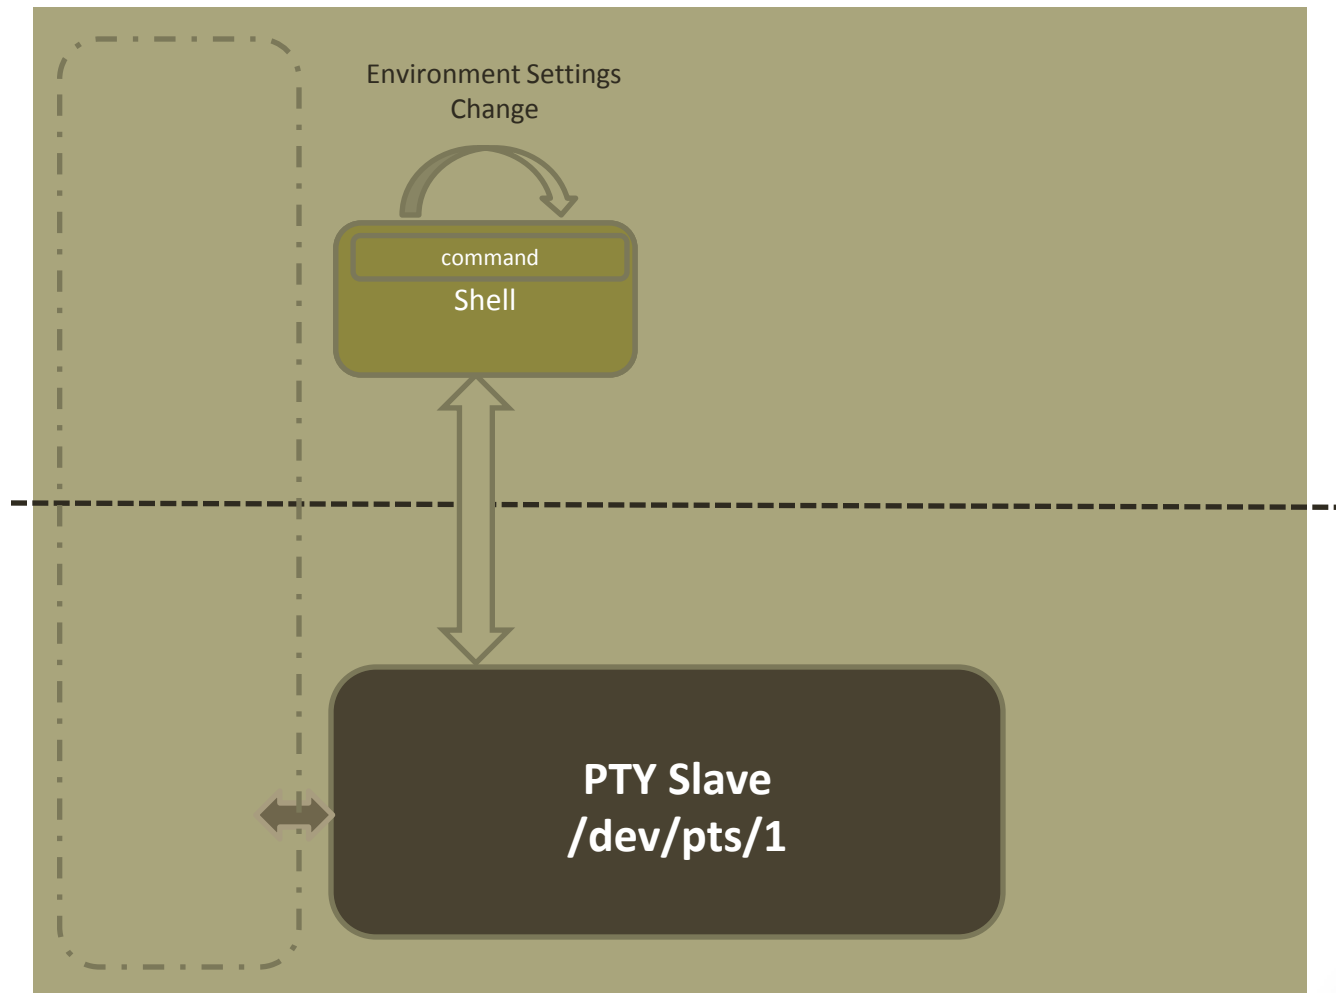 Environment Settings
Change
command
Shell
PTY Slave
/dev/pts/1